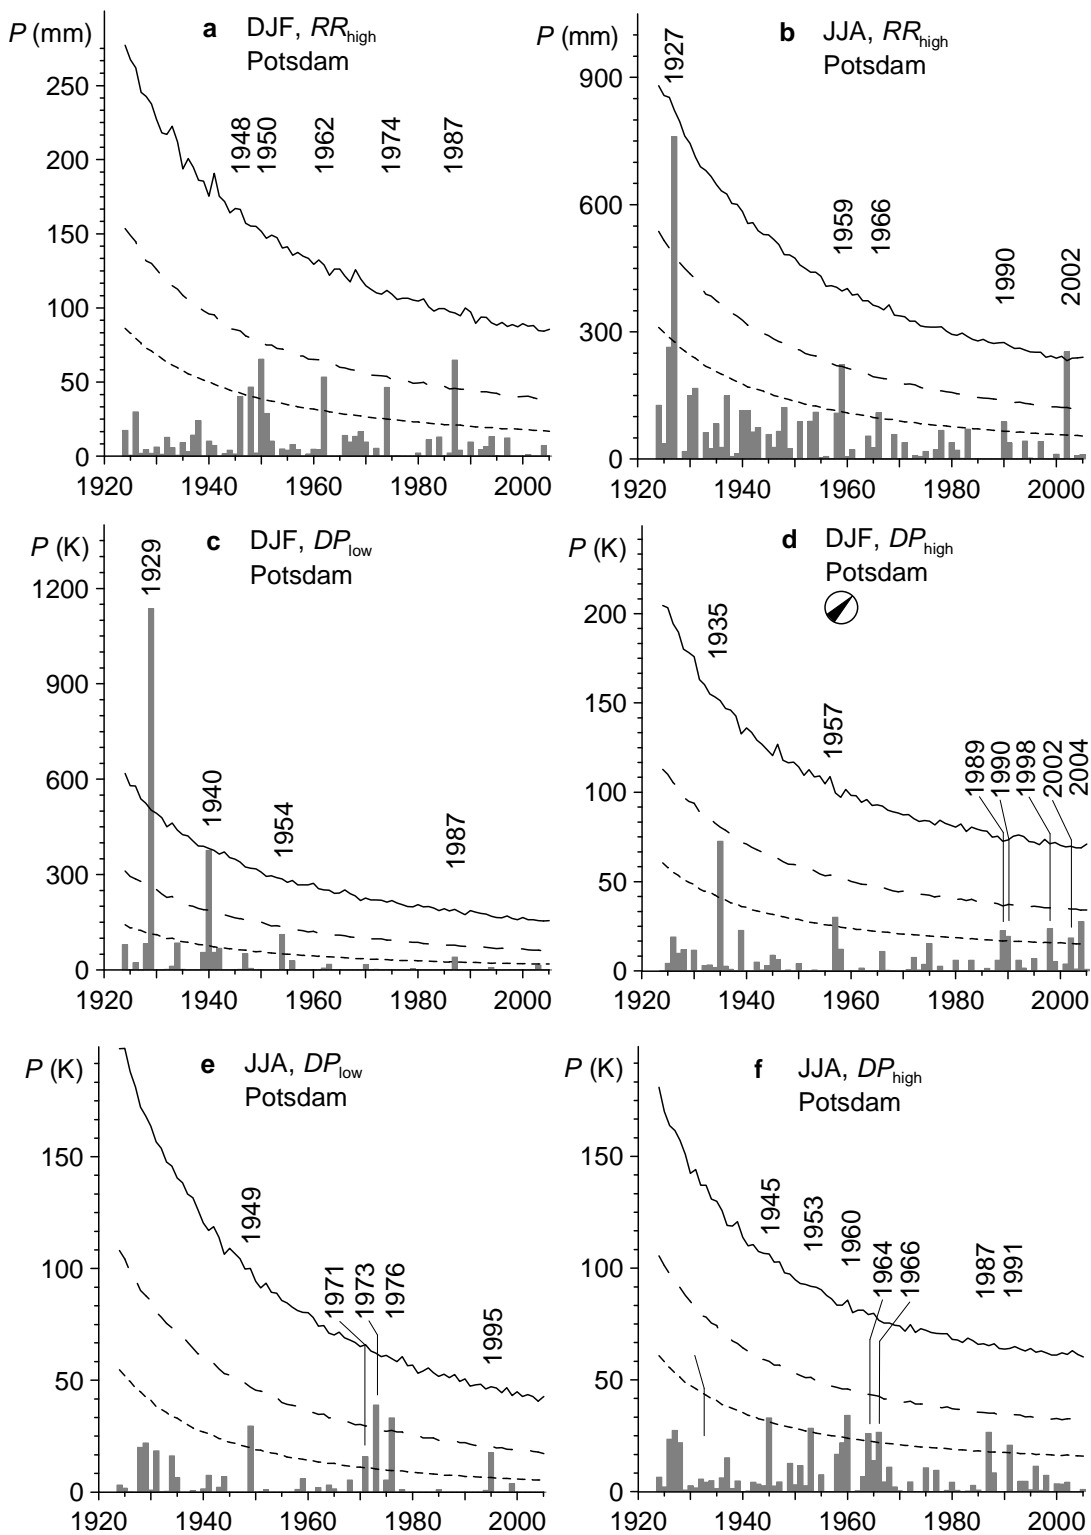 P (mm)
a DJF, RRhigh
Potsdam
250
200
150
100
50
0
1948
1950
1962
1974
1987
1920 1940 1960 1980 2000
P (mm)
b JJA, RRhigh
Potsdam
900
600
300
0
1927
1959
1966
1990
2002
1920 1940 1960 1980 2000
P (K)
c DJF, DPlow
Potsdam
1200
900
600
300
0
1929
1940
1954
1987
1920 1940 1960 1980 2000
P (K)
d DJF, DPhigh
Potsdam
200
150
100
50
0
1935
1957
1989
1990
1998
2002
2004
1920 1940 1960 1980 2000
P (K)
e JJA, DPlow
Potsdam
150
100
50
0
1949
1971
1973
1976
1995
1920 1940 1960 1980 2000
P (K)
f JJA, DPhigh
Potsdam
150
100
50
0
1945
1953
1960
1964
1966
1987
1991
1920 1940 1960 1980 2000